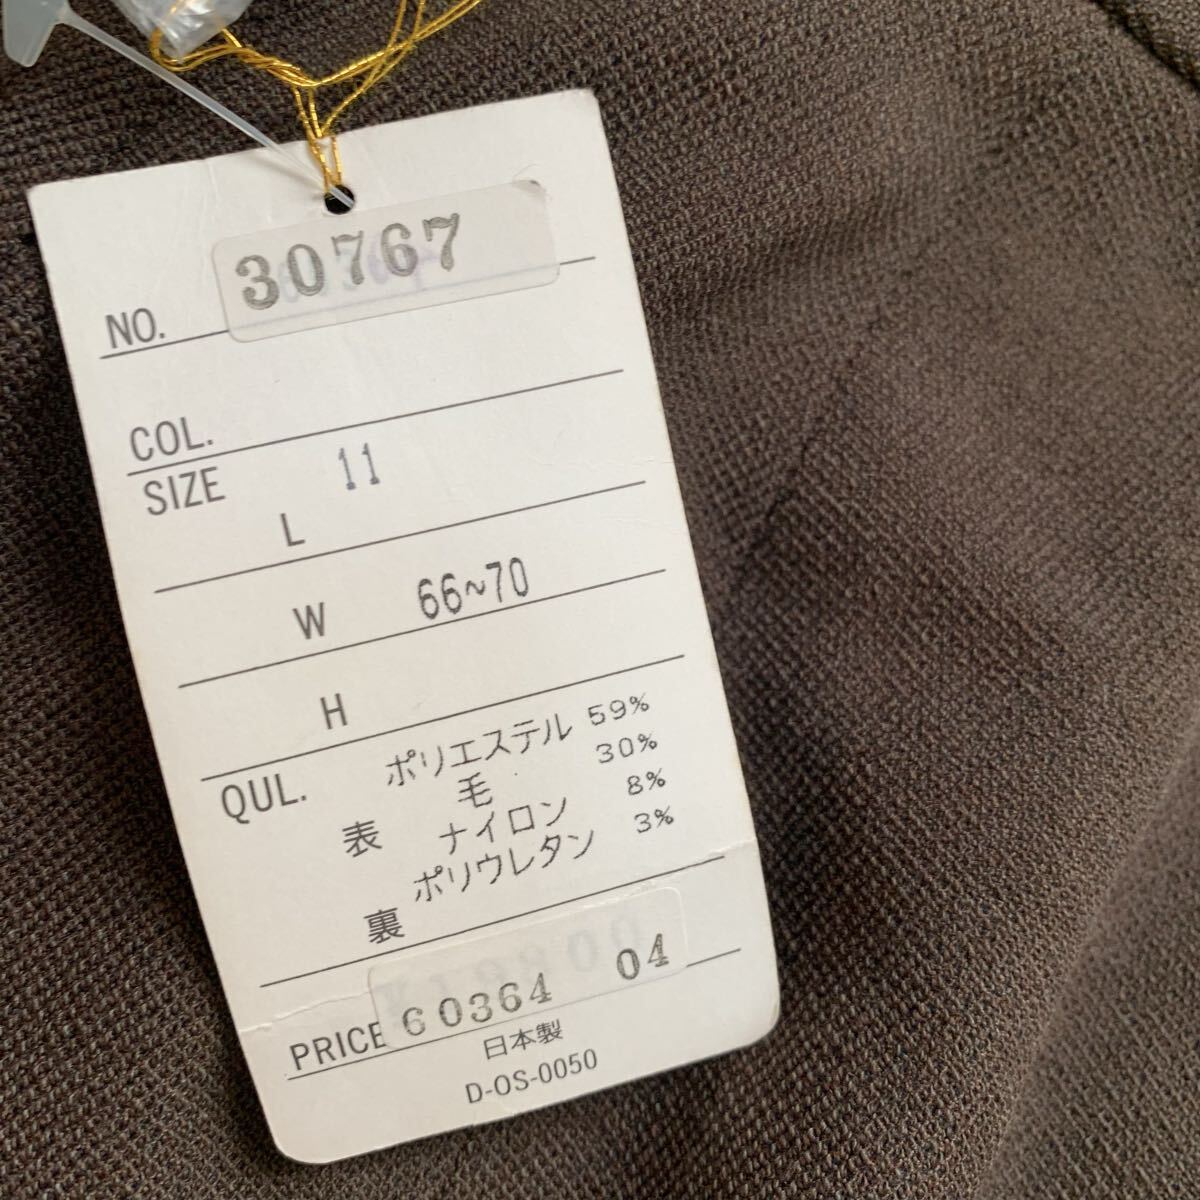 30767
NO.
COL.
SIZE 11
L
W 66~70
H
QUL. ポリエステル 59%
毛 30%
表 ナイロン 8%
ポリウレタン 3%
裏
PRICE 60364 04
日本製
D-OS-0050